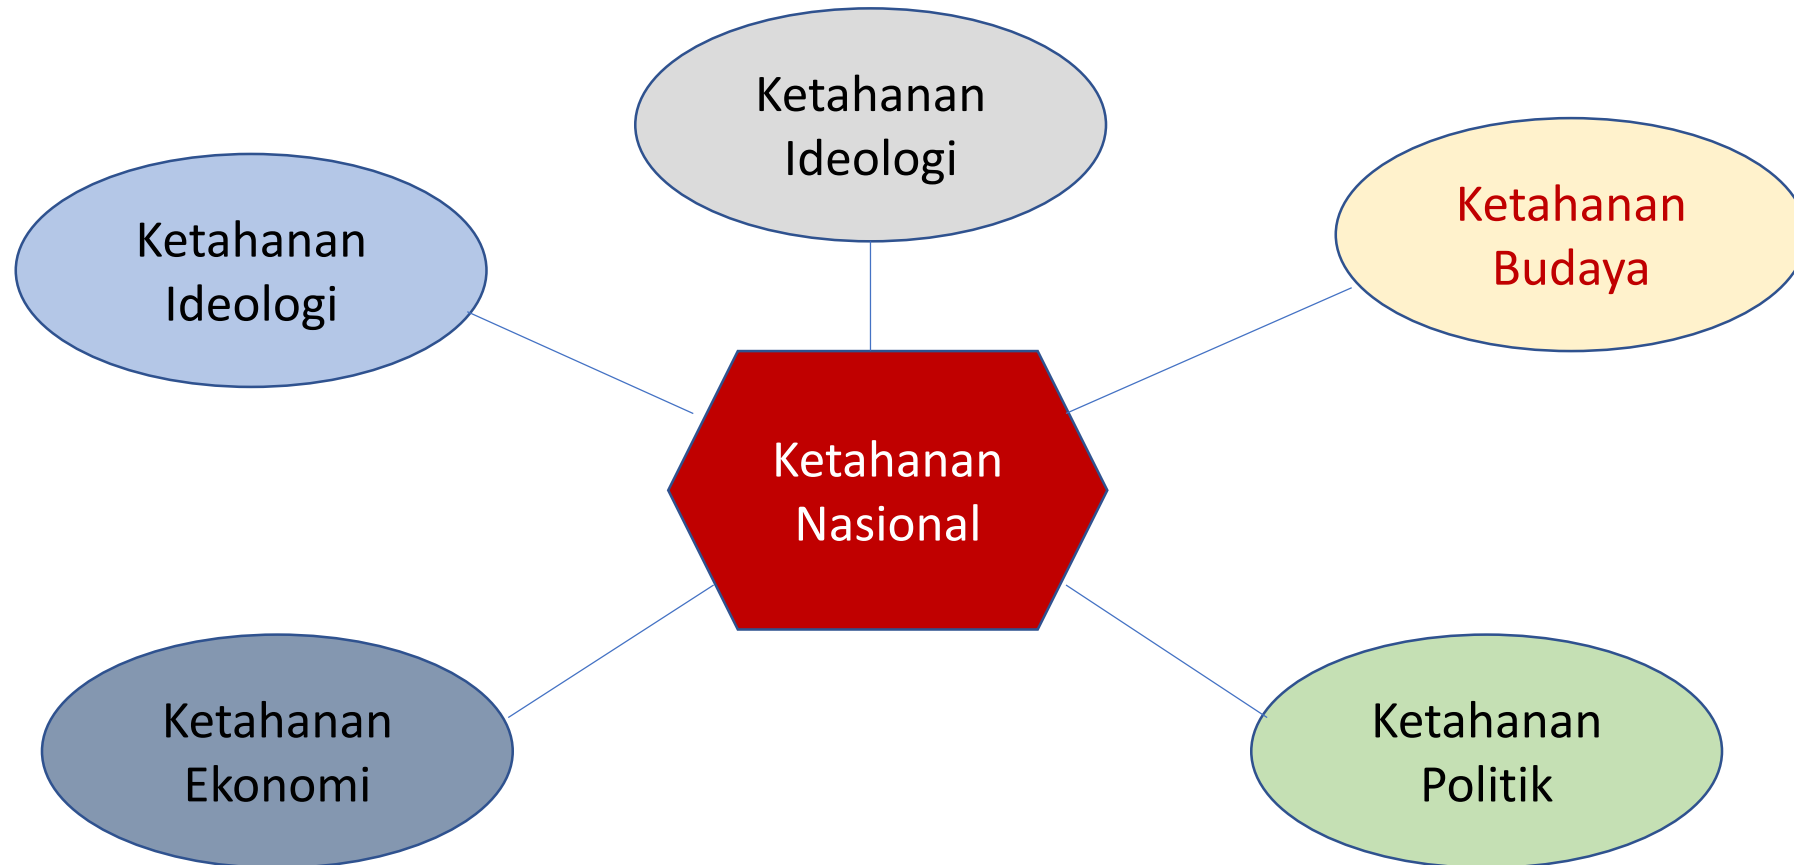 Ketahanan
Ideologi
Ketahanan
Ideologi
Ketahanan
Budaya
Ketahanan
Nasional
Ketahanan
Ekonomi
Ketahanan
Politik